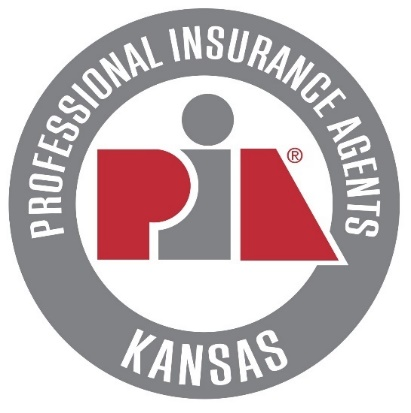 PROFESSIONAL INSURANCE AGENTS
PiA®
KANSAS